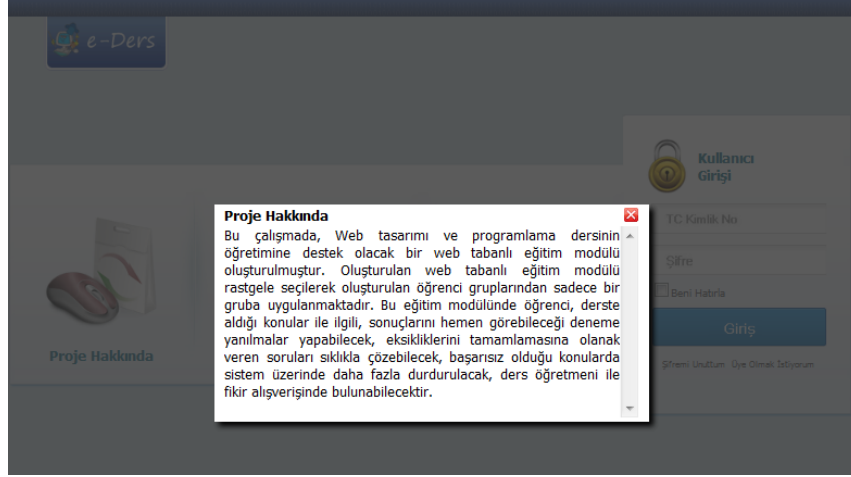 e-Ders
Kullanıcı
Girişi
TC Kimlik No
Şifre
Beni Hatırla
Giriş
Şifremi Unuttum Üye Olmak İstiyorum
Proje Hakkında
Proje Hakkında
Bu çalışmada, Web tasarımı ve programlama dersinin
öğretimine destek olacak bir web tabanlı eğitim modülü
oluşturulmuştur. Oluşturulan web tabanlı eğitim modülü
rastgele seçilerek oluşturulan öğrenci gruplarından sadece bir
gruba uygulanmaktadır. Bu eğitim modülünde öğrenci, derste
aldığı konular ile ilgili, sonuçlarını hemen görebileceği deneme
yanılmalar yapabilecek, eksikliklerini tamamlamasına olanak
veren soruları sıklıkla çözebilecek, başarısız olduğu konularda
sistem üzerinde daha fazla durdurulacak, ders öğretmeni ile
fikir alışverişinde bulunabilecektir.